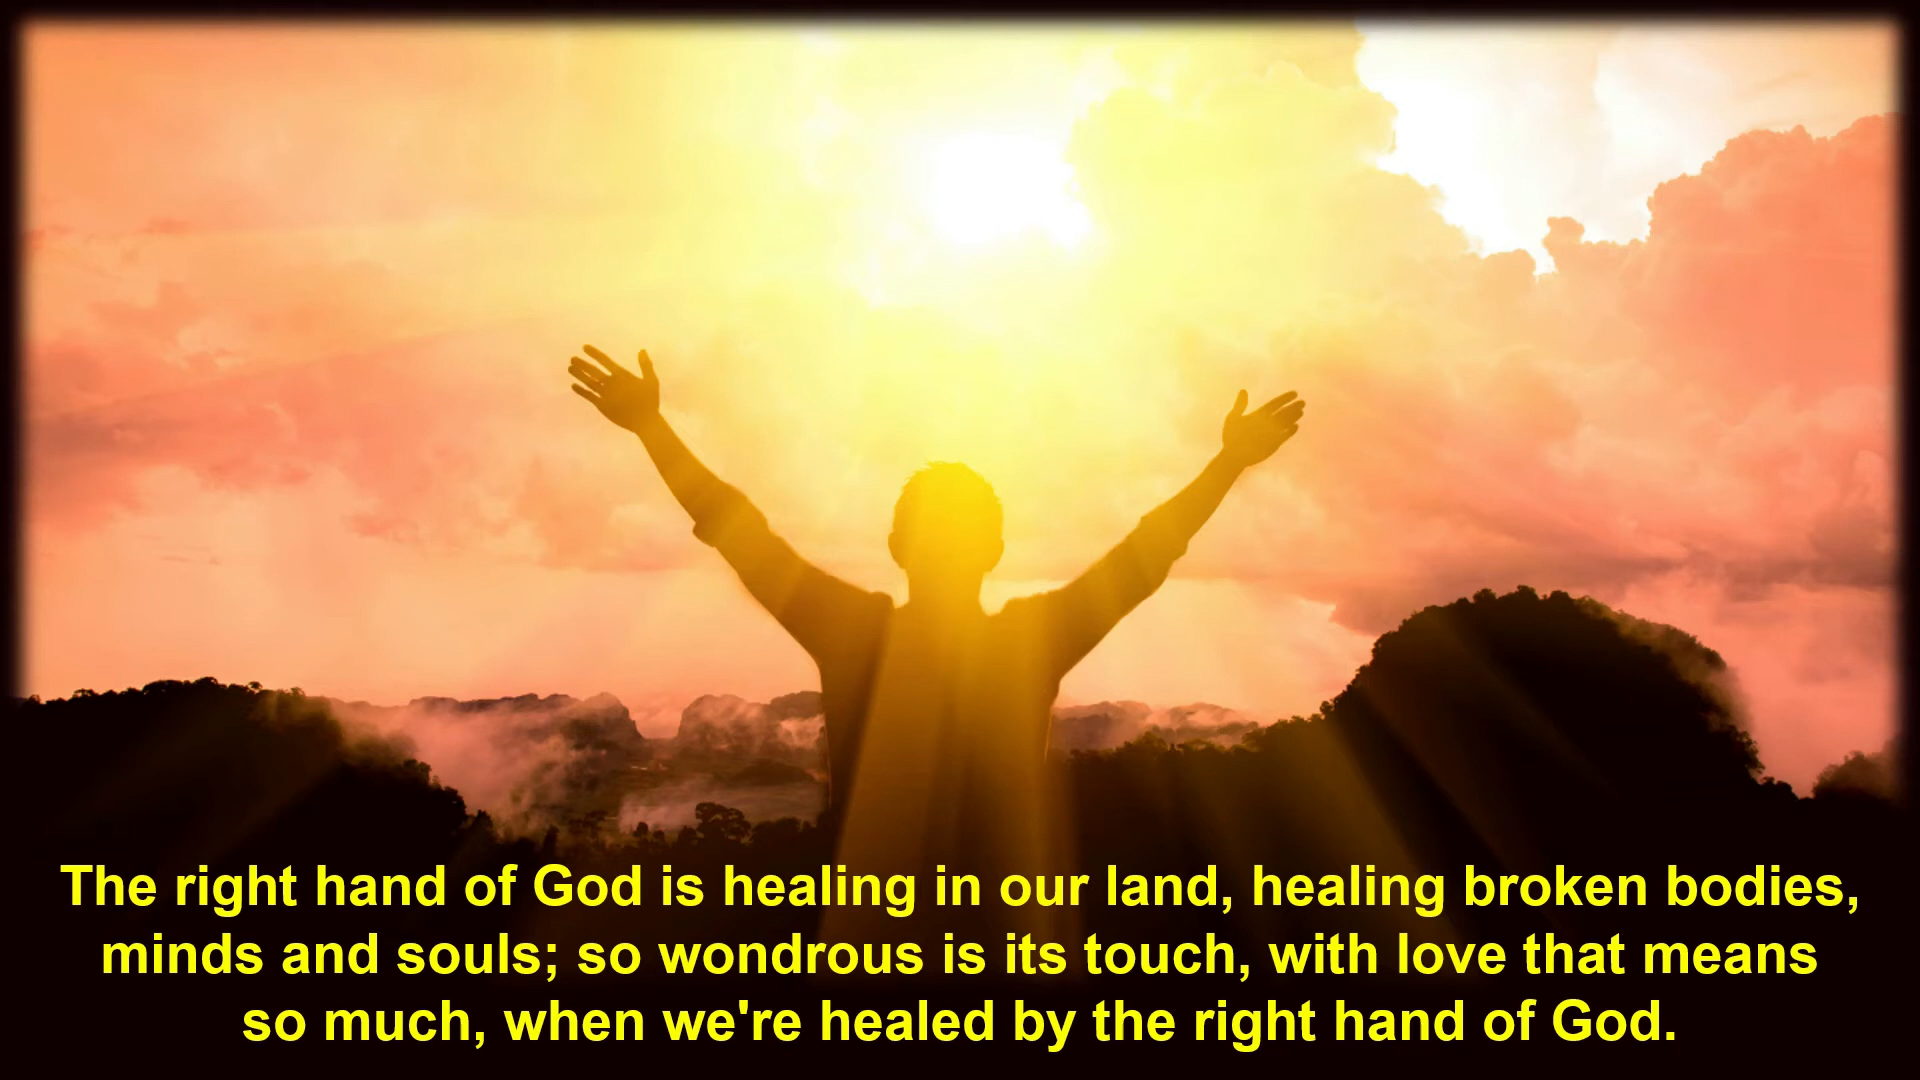 The right hand of God is healing in our land, healing broken bodies,
minds and souls; so wondrous is its touch, with love that means
so much, when we're healed by the right hand of God.